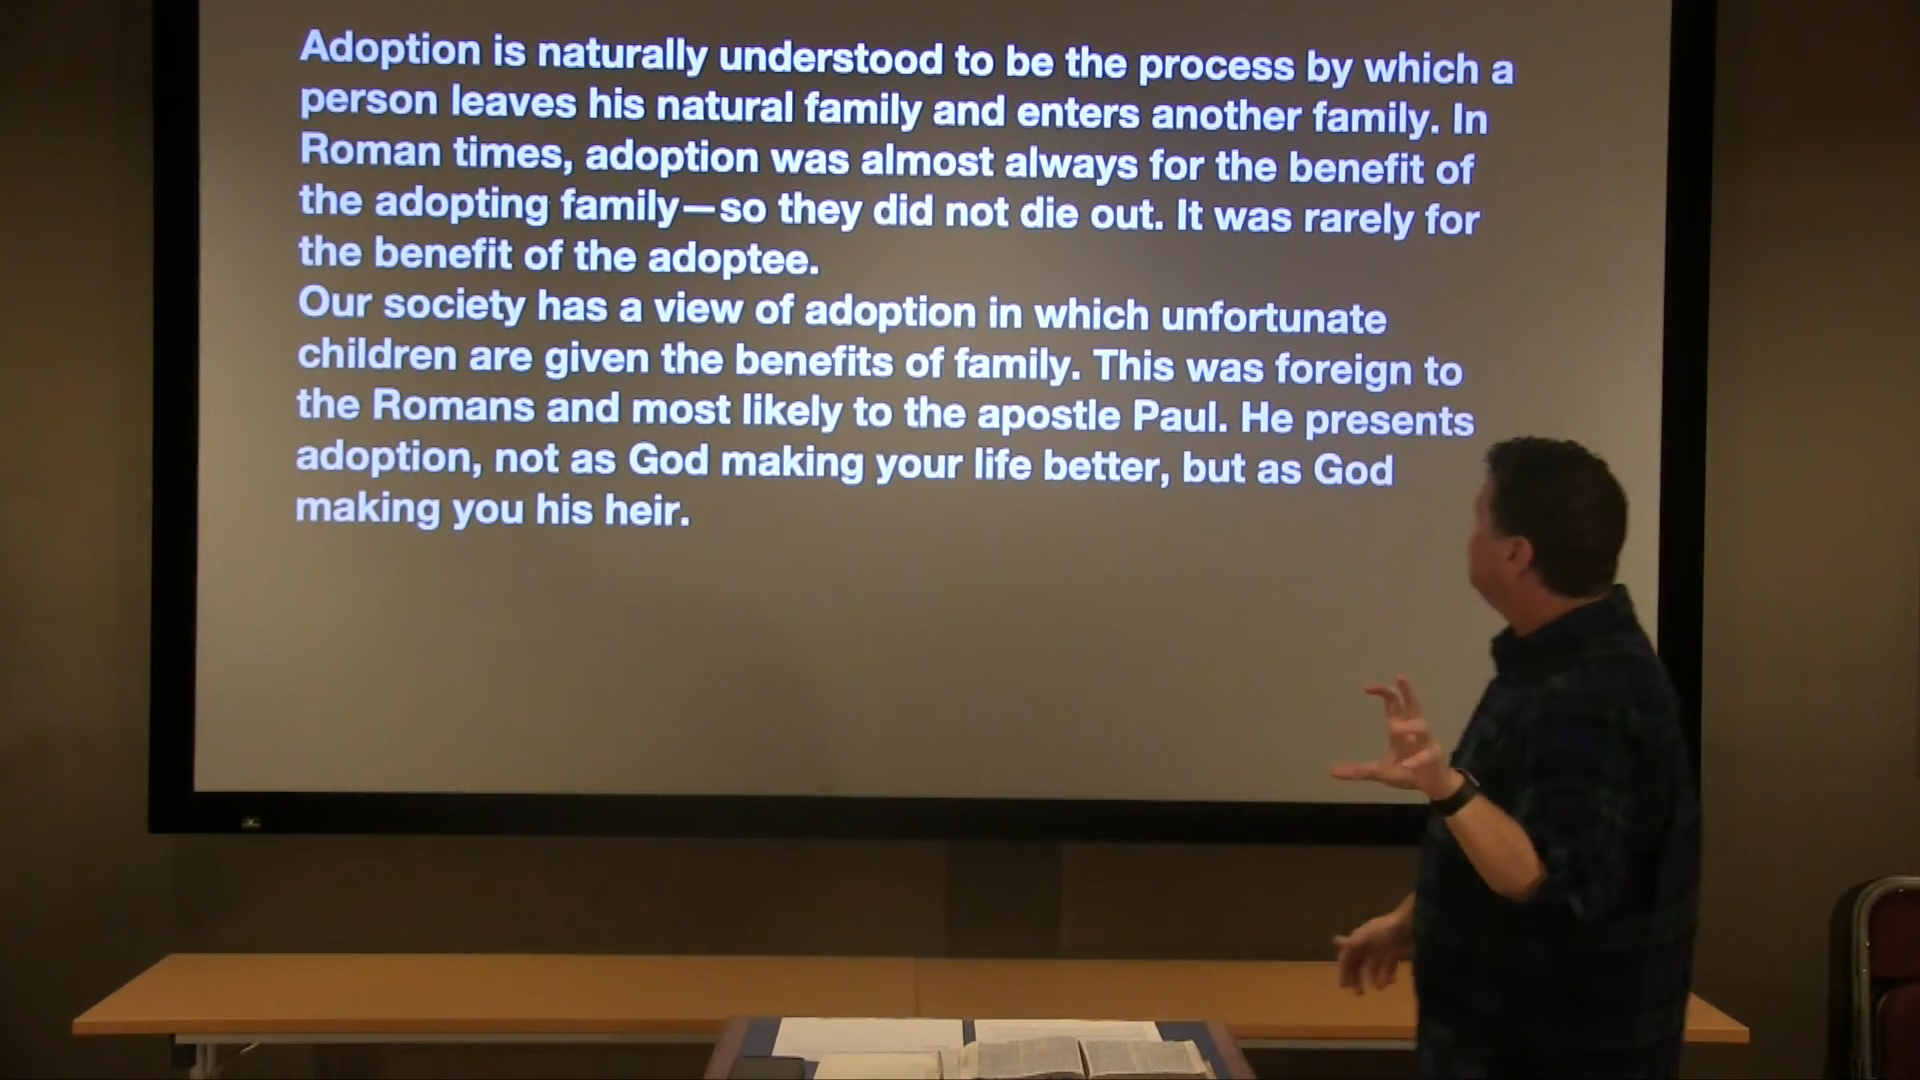 Adoption is naturally understood to be the process by which a
person leaves his natural family and enters another family. In
Roman times, adoption was almost always for the benefit of
the adopting family—so they did not die out. It was rarely for
the benefit of the adoptee.
Our society has a view of adoption in which unfortunate
children are given the benefits of family. This was foreign to
the Romans and most likely to the apostle Paul. He presents
adoption, not as God making your life better, but as God
making you his heir.